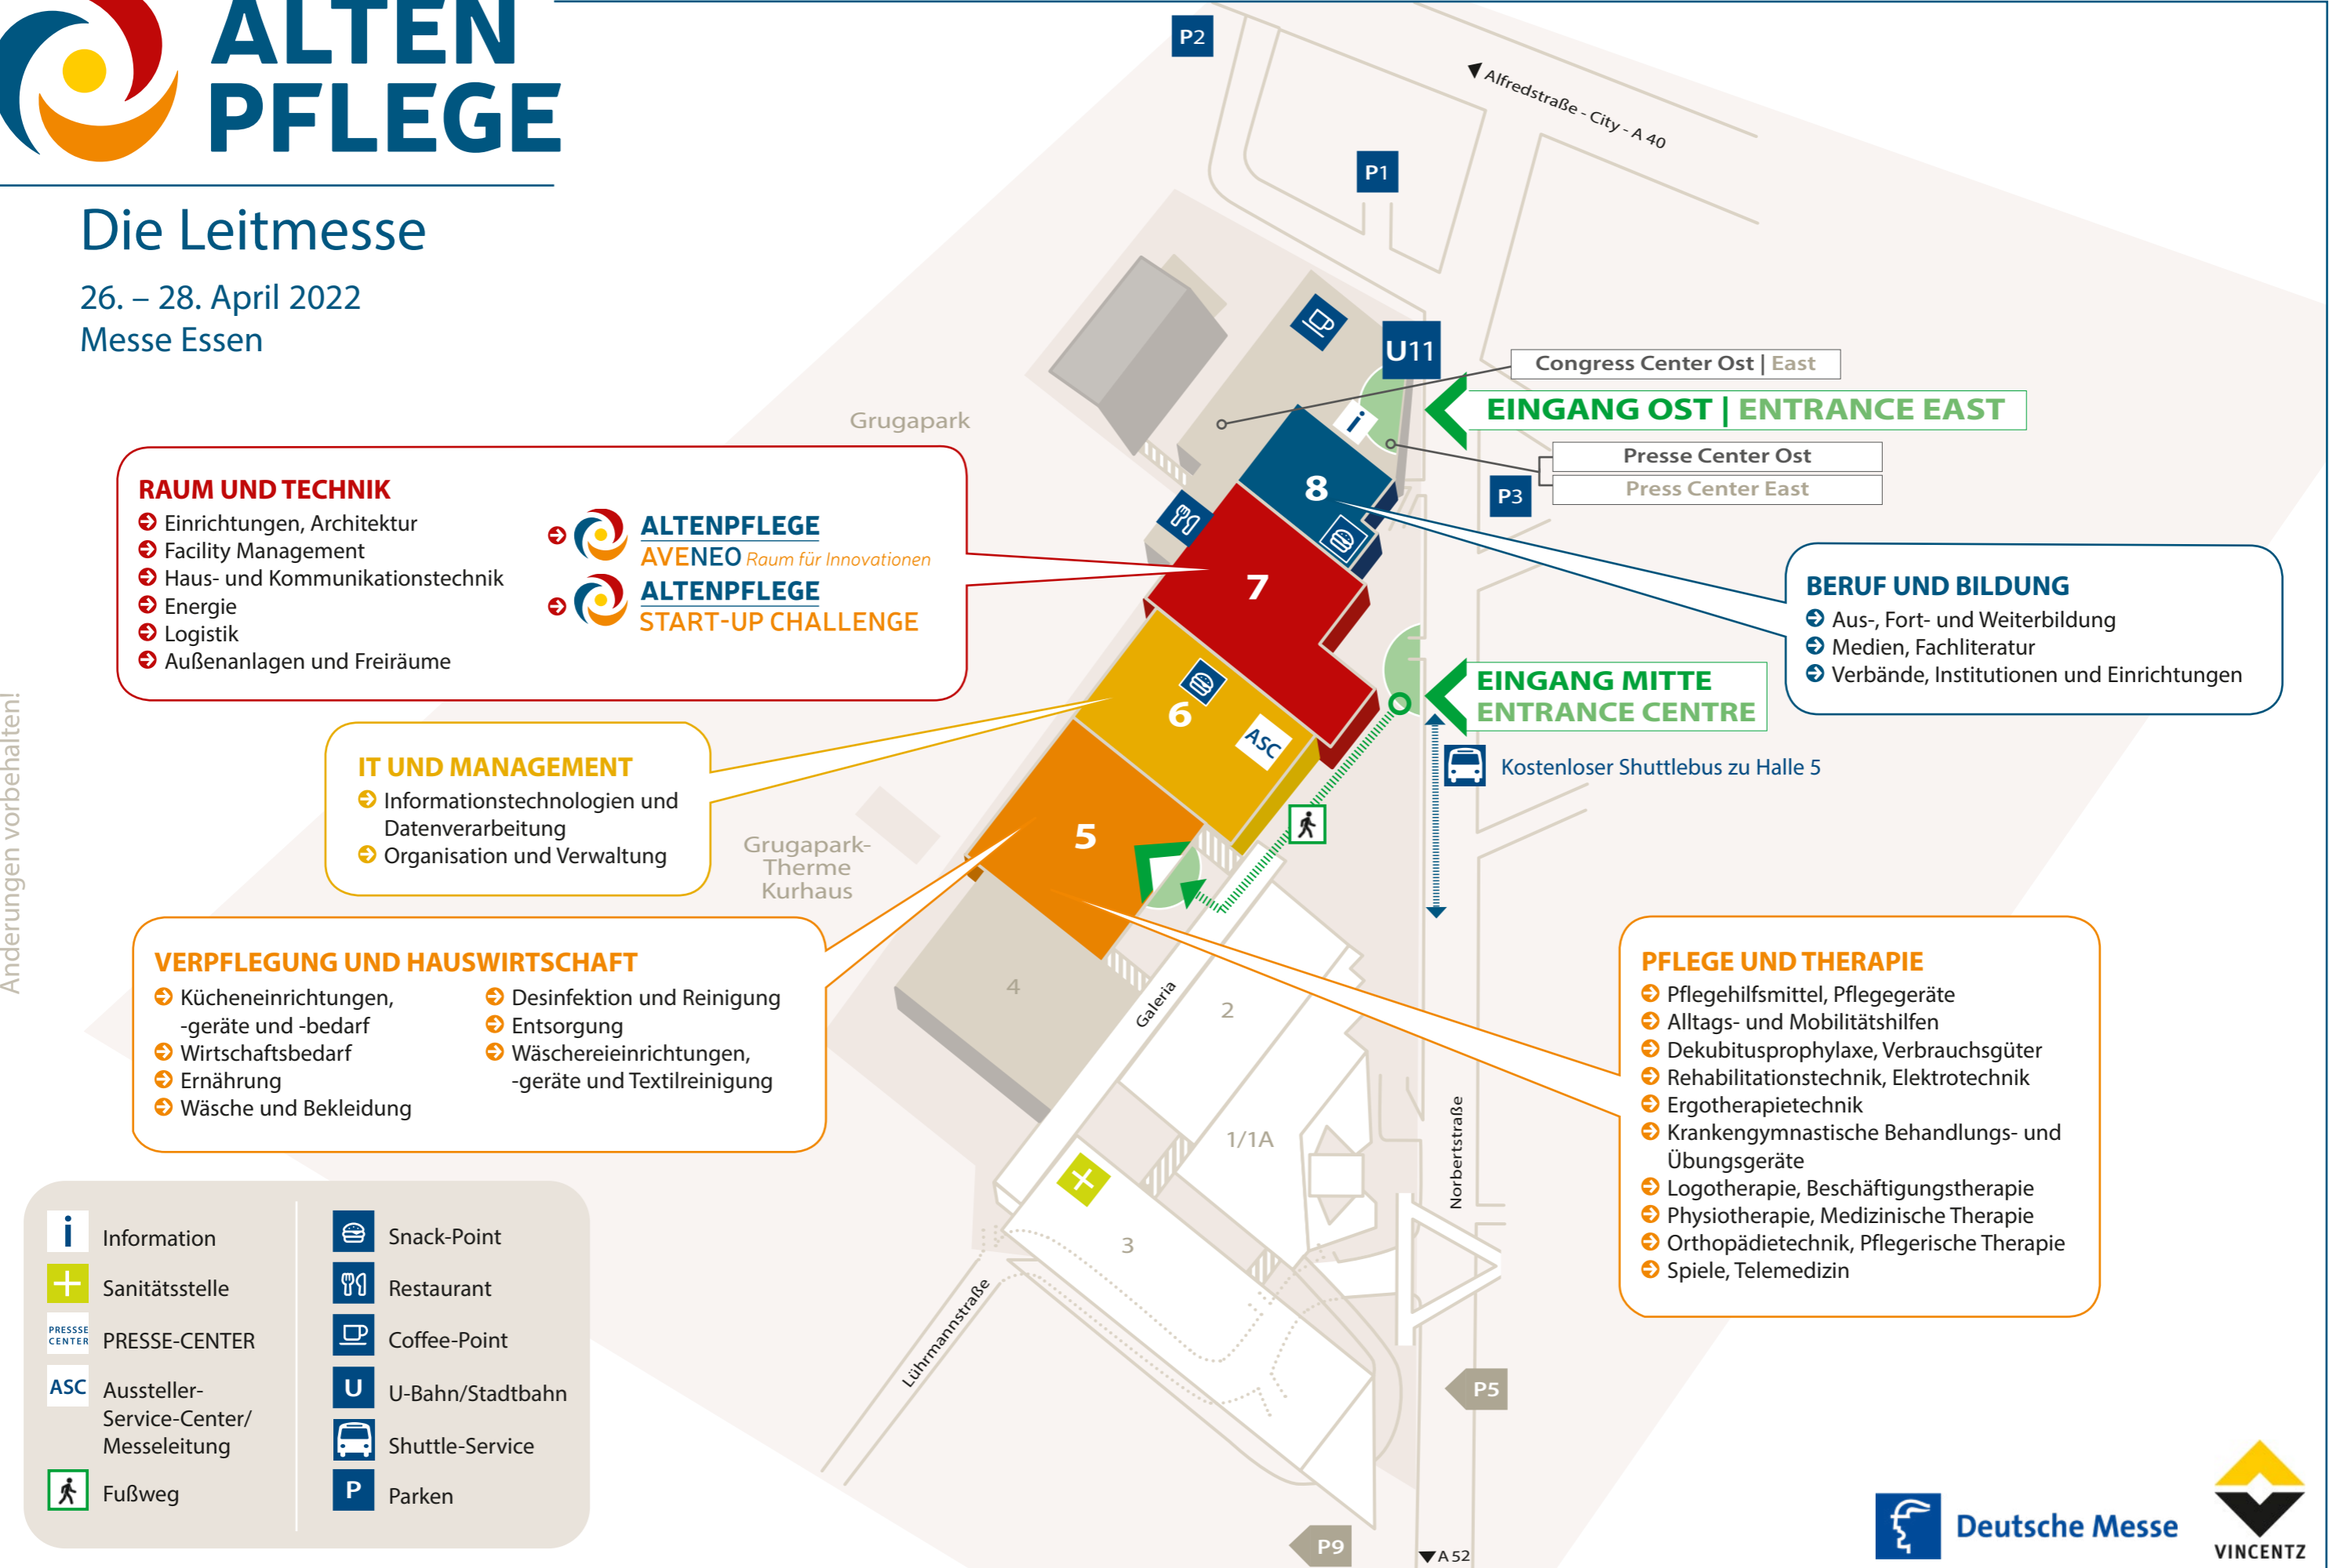 ALTEN
PFLEGE
Die Leitmesse
26. – 28. April 2022
Messe Essen
P2
Alfredstraße - City - A 40
P1
U11
Congress Center Ost | East
EINGANG OST | ENTRANCE EAST
Presse Center Ost
Press Center East
P3
Grugapark
i
8
7
6
ASC
5
4
Galeria
2
1/1A
3
RAUM UND TECHNIK
Einrichtungen, Architektur
Facility Management
Haus- und Kommunikationstechnik
Energie
Logistik
Außenanlagen und Freiräume
ALTENPFLEGE
AVENEO Raum für Innovationen
ALTENPFLEGE
START-UP CHALLENGE
BERUF UND BILDUNG
Aus-, Fort- und Weiterbildung
Medien, Fachliteratur
Verbände, Institutionen und Einrichtungen
EINGANG MITTE
ENTRANCE CENTRE
Kostenloser Shuttlebus zu Halle 5
IT UND MANAGEMENT
Informationstechnologien und
Datenverarbeitung
Organisation und Verwaltung
Grugapark-
Therme
Kurhaus
VERPFLEGUNG UND HAUSWIRTSCHAFT
Kücheneinrichtungen,
-geräte und -bedarf
Wirtschaftsbedarf
Ernährung
Wäsche und Bekleidung
Desinfektion und Reinigung
Entsorgung
Wäschereieinrichtungen,
-geräte und Textilreinigung
PFLEGE UND THERAPIE
Pflegehilfsmittel, Pflegegeräte
Alltags- und Mobilitätshilfen
Dekubitusprophylaxe, Verbrauchsgüter
Rehabilitationstechnik, Elektrotechnik
Ergotherapietechnik
Krankengymnastische Behandlungs- und
Übungsgeräte
Logotherapie, Beschäftigungstherapie
Physiotherapie, Medizinische Therapie
Orthopädietechnik, Pflegerische Therapie
Spiele, Telemedizin
Norbertstraße
Lührmannstraße
P5
P9
A 52
Änderungen vorbehalten!
i Information
Sanitätsstelle
PRESSSE
CENTER
PRESSE-CENTER
ASC Aussteller-
Service-Center/
Messeleitung
Fußweg
Snack-Point
Restaurant
Coffee-Point
U U-Bahn/Stadtbahn
Shuttle-Service
P Parken
Deutsche Messe
VINCENTZ